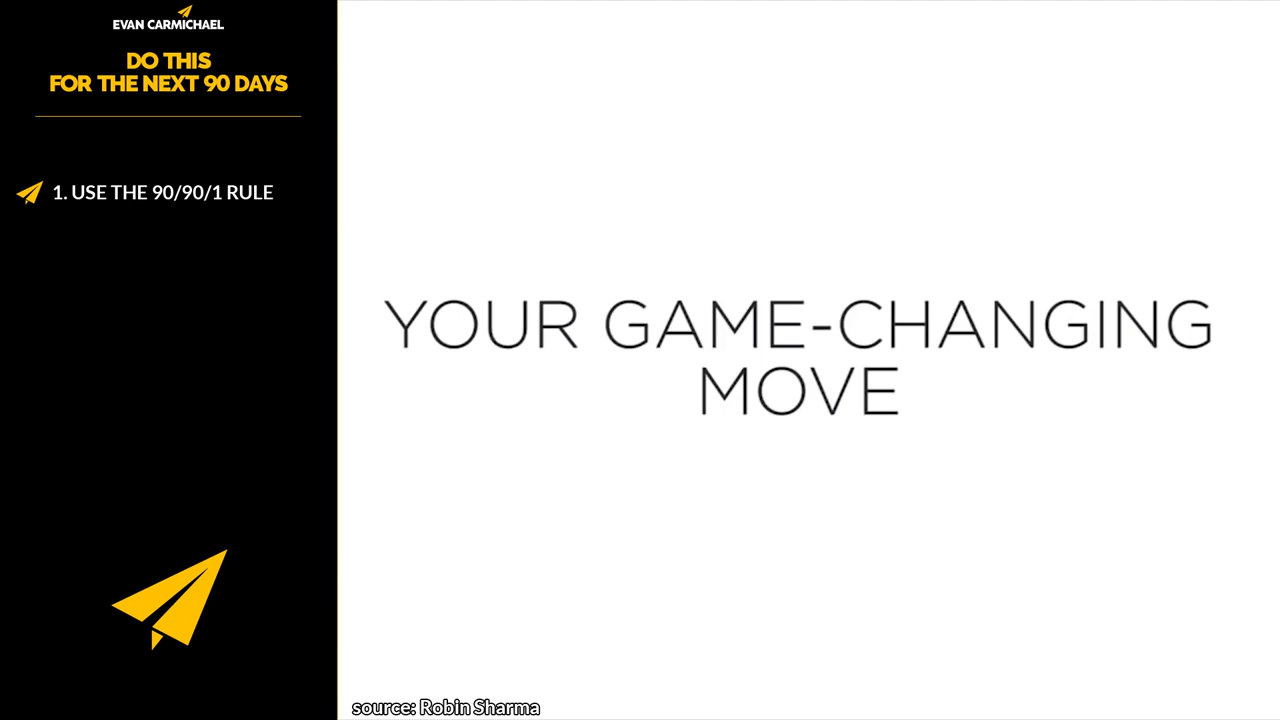 EVAN CARMICHAEL
DO THIS
FOR THE NEXT 90 DAYS
1. USE THE 90/90/1 RULE
YOUR GAME-CHANGING
MOVE
source: Robin Sharma